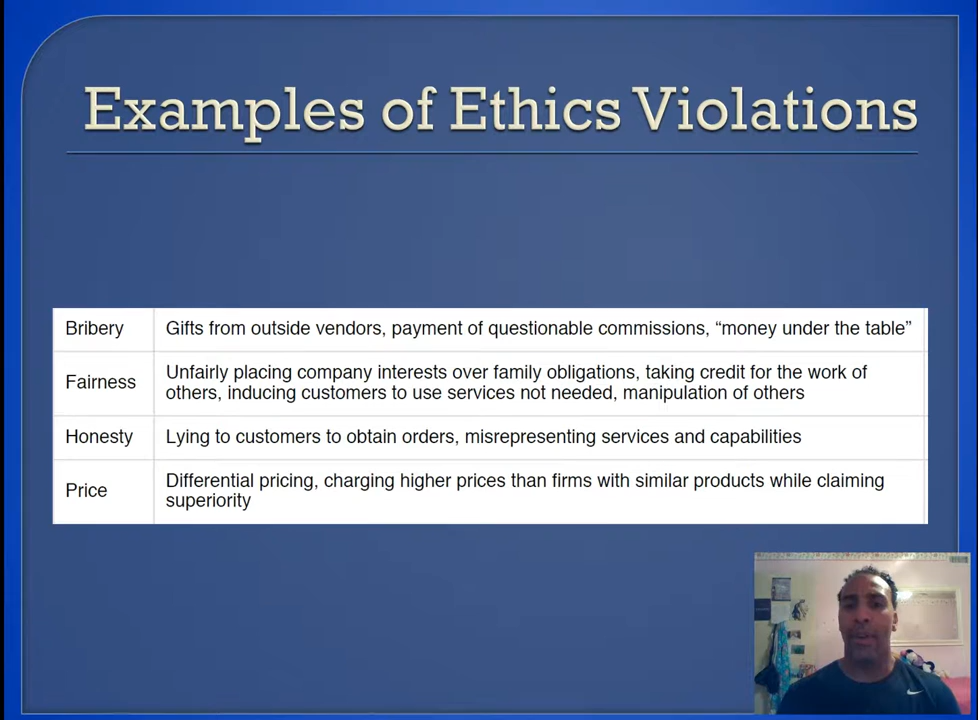 Examples of Ethics Violations
Bribery
Gifts from outside vendors, payment of questionable commissions, “money under the table”
Fairness
Unfairly placing company interests over family obligations, taking credit for the work of
others, inducing customers to use services not needed, manipulation of others
Honesty
Lying to customers to obtain orders, misrepresenting services and capabilities
Price
Differential pricing, charging higher prices than firms with similar products while claiming
superiority